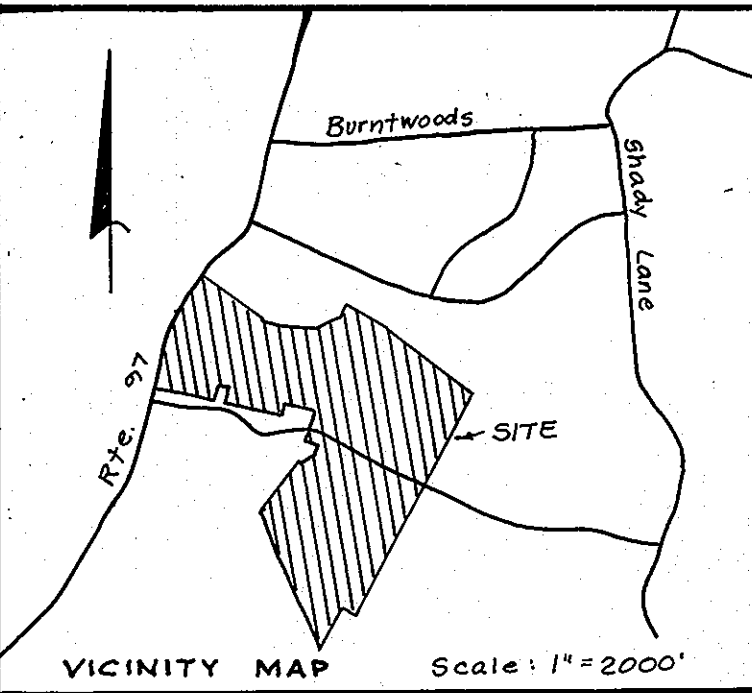 Burntwoods
Shady Lane
Rte. 97
SITE
VICINITY MAP
Scale: 1" = 2000'